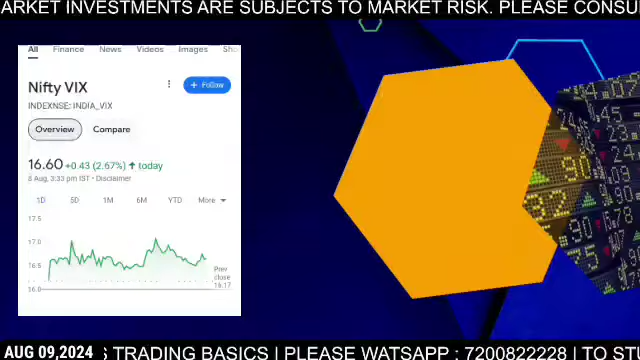 ARKET INVESTMENTS ARE SUBJECTS TO MARKET RISK. PLEASE CONSU
All Finance News Videos Images Sho
Nifty VIX
+ Follow
INDEXNSE: INDIA_VIX
Overview Compare
16.60 +0.43 (2.67%) ↑ today
8 Aug, 3:33 pm IST • Disclaimer
1D 5D 1M 6M YTD More
17.5
17.0
16.5
16.0
Prev
close
16.17
AUG 09,2024
S TRADING BASICS | PLEASE WATSAPP : 7200822228 | TO STU